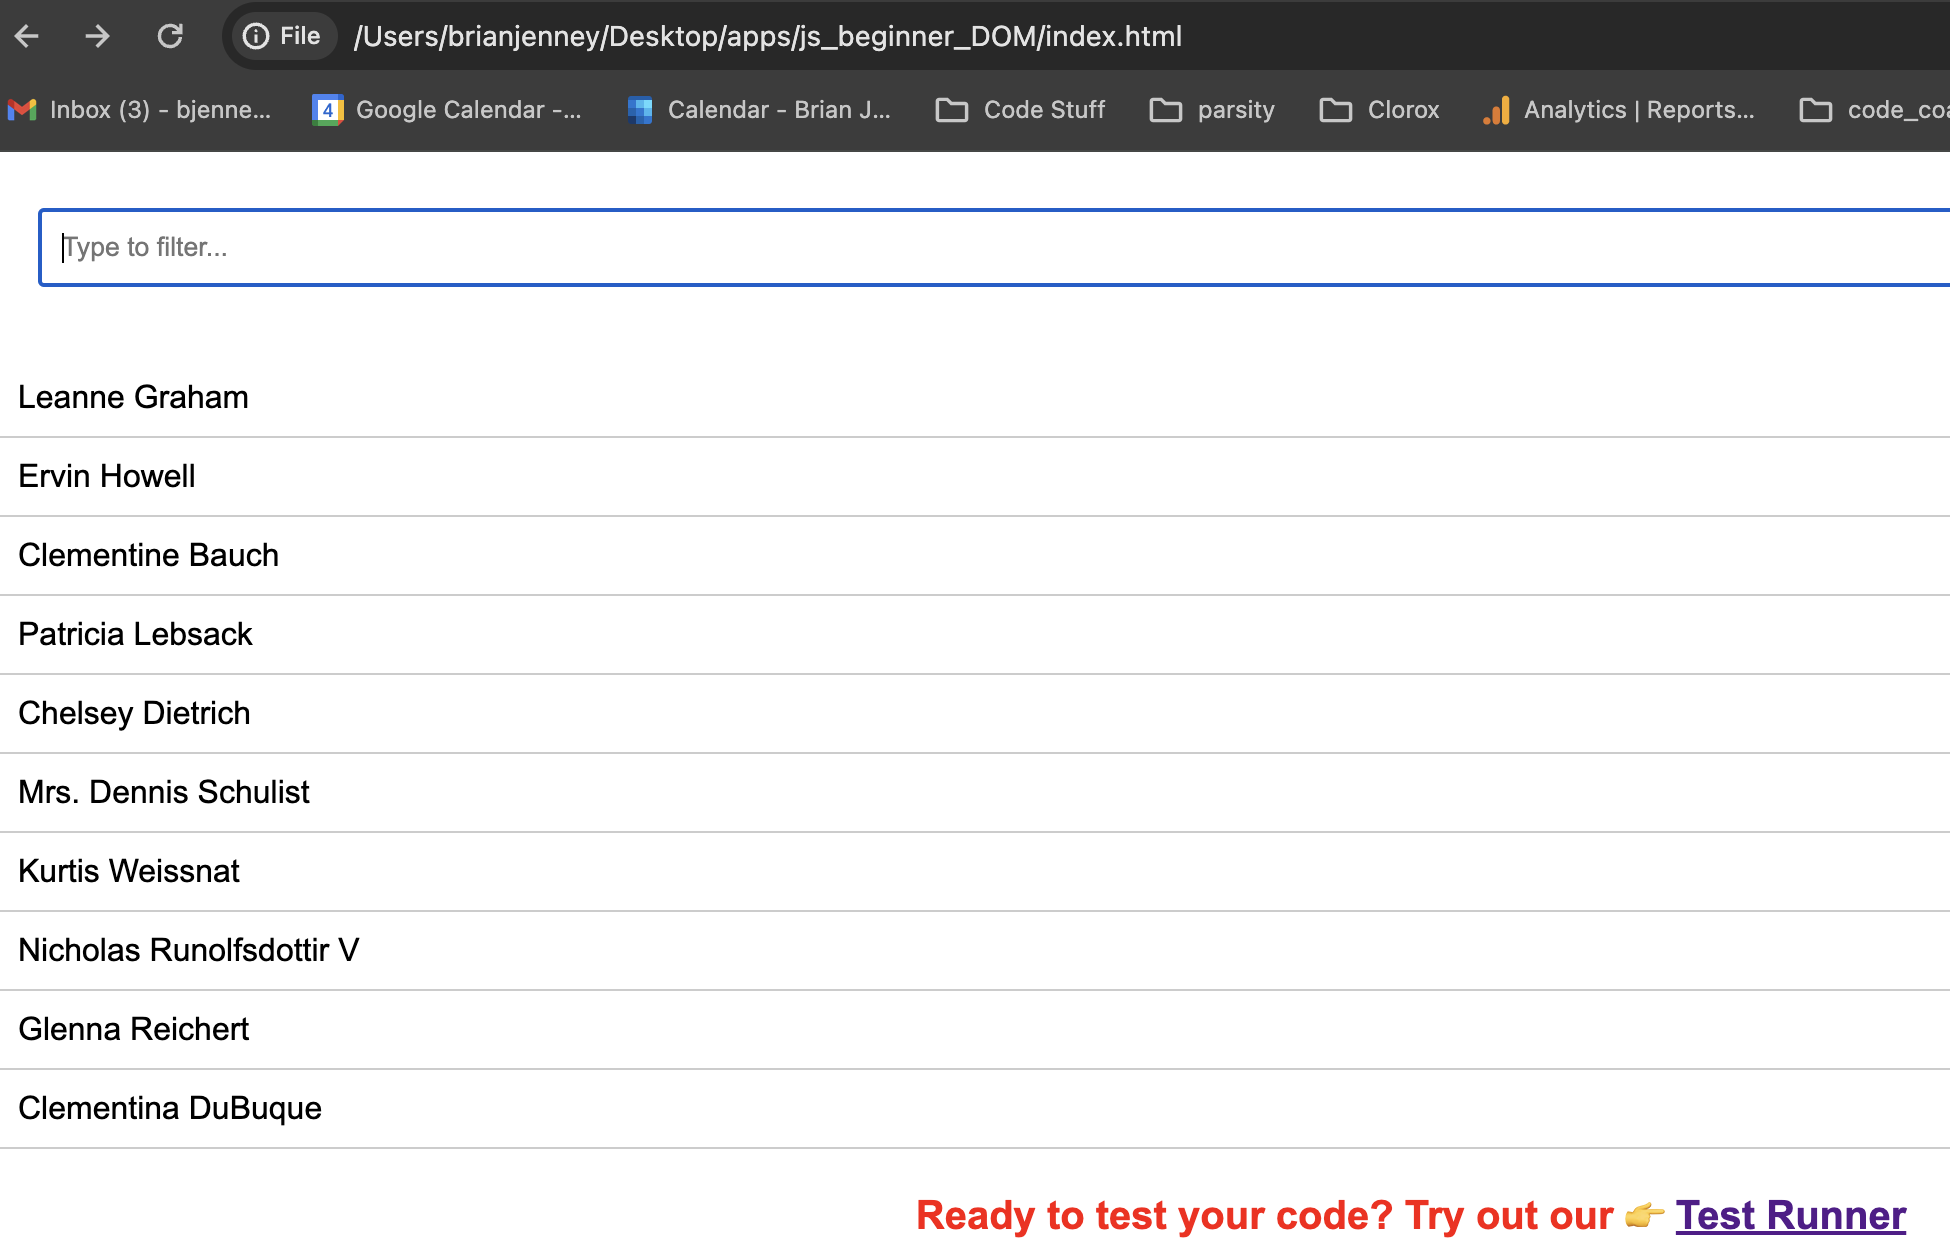 File /Users/brianjenney/Desktop/apps/js_beginner_DOM/index.html
Inbox (3) - bjenne... 4 Google Calendar -... Calendar - Brian J... Code Stuff parsity Clorox Analytics | Reports... code_coa
Type to filter...
Leanne Graham
Ervin Howell
Clementine Bauch
Patricia Lebsack
Chelsey Dietrich
Mrs. Dennis Schulist
Kurtis Weissnat
Nicholas Runolfsdottir V
Glenna Reichert
Clementina DuBuque
Ready to test your code? Try out our 👉 Test Runner